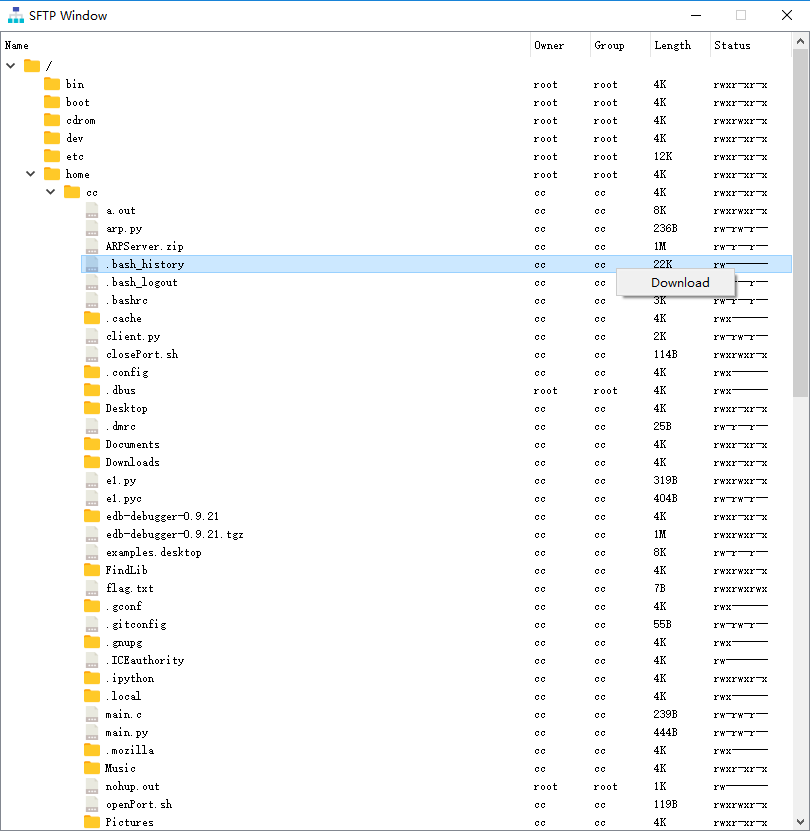 SFTP Window
Name Owner Group Length Status
/
bin root root 4K rwxr-xr-x
boot root root 4K rwxr-xr-x
cdrom root root 4K rwxrwxr-x
dev root root 4K rwxr-xr-x
etc root root 12K rwxr-xr-x
home root root 4K rwxr-xr-x
cc cc cc 4K rwxr-xr-x
a.out cc cc 8K rwxrwxr-x
arp.py cc cc 236B rw-rw-r--
ARPServer.zip cc cc 1M rw-r--r--
.bash_history cc cc 22K rw-------
Download
.bash_logout cc cc r--
.bashrc cc cc 3K rw-r--r--
.cache cc cc 4K rwx------
client.py cc cc 2K rw-rw-r--
closePort.sh cc cc 114B rwxrwxr-x
.config cc cc 4K rwx------
.dbus root root 4K rwx------
Desktop cc cc 4K rwxr-xr-x
.dmrc cc cc 25B rw-r--r--
Documents cc cc 4K rwxr-xr-x
Downloads cc cc 4K rwxr-xr-x
e1.py cc cc 319B rwxrwxr-x
e1.pyc cc cc 404B rw-rw-r--
edb-debugger-0.9.21 cc cc 4K rwxr-xr-x
edb-debugger-0.9.21.tgz cc cc 1M rwxrwxr-x
examples.desktop cc cc 8K rw-r--r--
FindLib cc cc 4K rwxrwxr-x
flag.txt cc cc 7B rwxrwxrwx
.gconf cc cc 4K rwx------
.gitconfig cc cc 55B rw-rw-r--
.gnupg cc cc 4K rwx------
.ICEauthority cc cc 4K rw-------
.ipython cc cc 4K rwxrwxr-x
.local cc cc 4K rwx------
main.c cc cc 239B rw-rw-r--
main.py cc cc 444B rw-rw-r--
.mozilla cc cc 4K rwx------
Music cc cc 4K rwxr-xr-x
nohup.out root root 1K rw-------
openPort.sh cc cc 119B rwxrwxr-x
Pictures cc cc 4K rwxr-xr-x